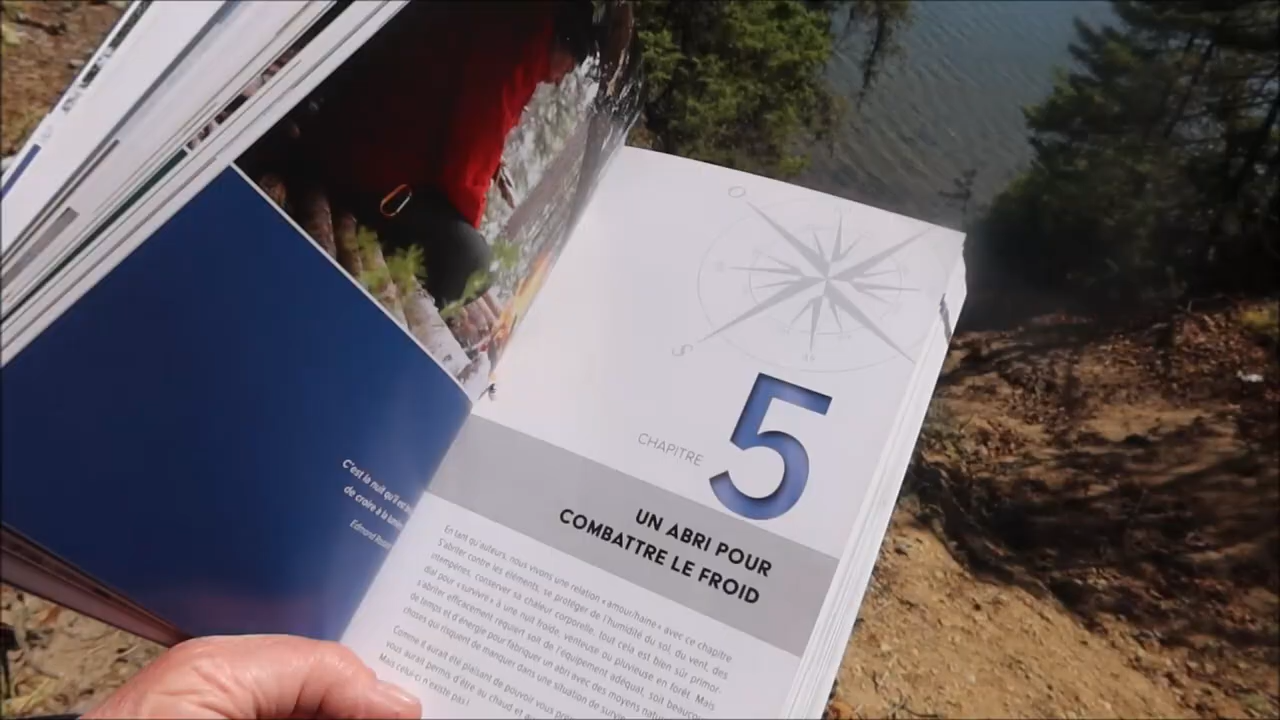 C'est la nuit qu'il est
de croire à la
Edmond
O
S
CHAPITRE
5
UN ABRI POUR
COMBATTRE LE FROID
En tant qu'auteurs, nous vivons une relation « amour/haine » avec ce chapitre
S'abriter contre les éléments, se protéger de l'humidité du sol, du vent, des
intempéries, conserver sa chaleur corporelle, tout cela est bien sûr primor-
dial pour « survivre » à une nuit froide, venteuse ou pluvieuse en forêt. Mais
s'abriter efficacement requiert soit de l'équipement adéquat, soit beaucoup
de temps et d'énergie pour fabriquer un abri avec des moyens
choses qui risquent de manquer dans une situation de
Comme il aurait été plaisant de pouvoir vous
vous aurait permis d'être au chaud et
Mais celui-ci n'existe pas !